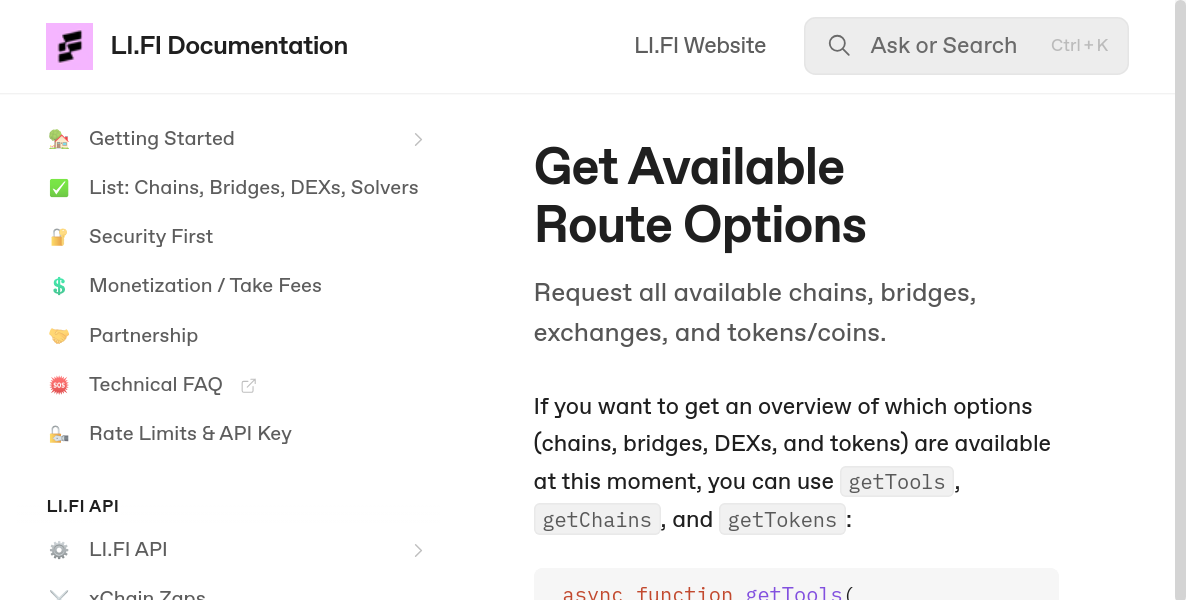 LI.FI Documentation
LI.FI Website
Ask or Search
Ctrl + K
Getting Started
List: Chains, Bridges, DEXs, Solvers
Security First
Monetization / Take Fees
Partnership
SOS
Technical FAQ
Rate Limits & API Key
LI.FI API
LI.FI API
xChain Zaps
Get Available
Route Options
Request all available chains, bridges,
exchanges, and tokens/coins.
If you want to get an overview of which options
(chains, bridges, DEXs, and tokens) are available
at this moment, you can use getTools,
getChains, and getTokens:
async function getTools(